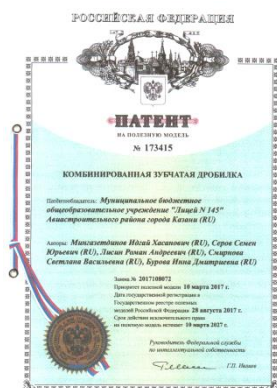 РОССИЙСКАЯ ФЕДЕРАЦИЯ
ПАТЕНТ
НА ПОЛЕЗНУЮ МОДЕЛЬ
№ 173415
КОМБИНИРОВАННАЯ ЗУБЧАТАЯ ДРОБИЛКА
Патентообладатель: Муниципальное бюджетное
общеобразовательное учреждение "Лицей N 145"
Авиастроительного района города Казани (RU)
Авторы: Мингазетдинов Идгай Хасанович (RU), Серов Семен
Юрьевич (RU), Лисин Роман Андреевич (RU), Смирнова
Светлана Васильевна (RU), Бурова Инна Дмитриевна (RU)
Заявка № 2017108072
Приоритет полезной модели 10 марта 2017 г.
Дата государственной регистрации в
Государственном реестре полезных
моделей Российской Федерации 28 августа 2017 г.
Срок действия исключительного права
на полезную модель истекает 10 марта 2027 г.
Руководитель Федеральной службы
по интеллектуальной собственности
Г.П. Ивлиев